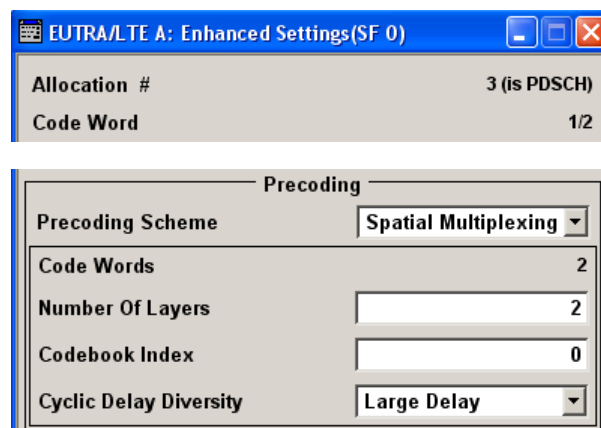 EUTRA/LTE A: Enhanced Settings(SF 0)
Allocation # 3 (is PDSCH)
Code Word 1/2
Precoding
Precoding Scheme Spatial Multiplexing
Code Words 2
Number Of Layers 2
Codebook Index 0
Cyclic Delay Diversity Large Delay